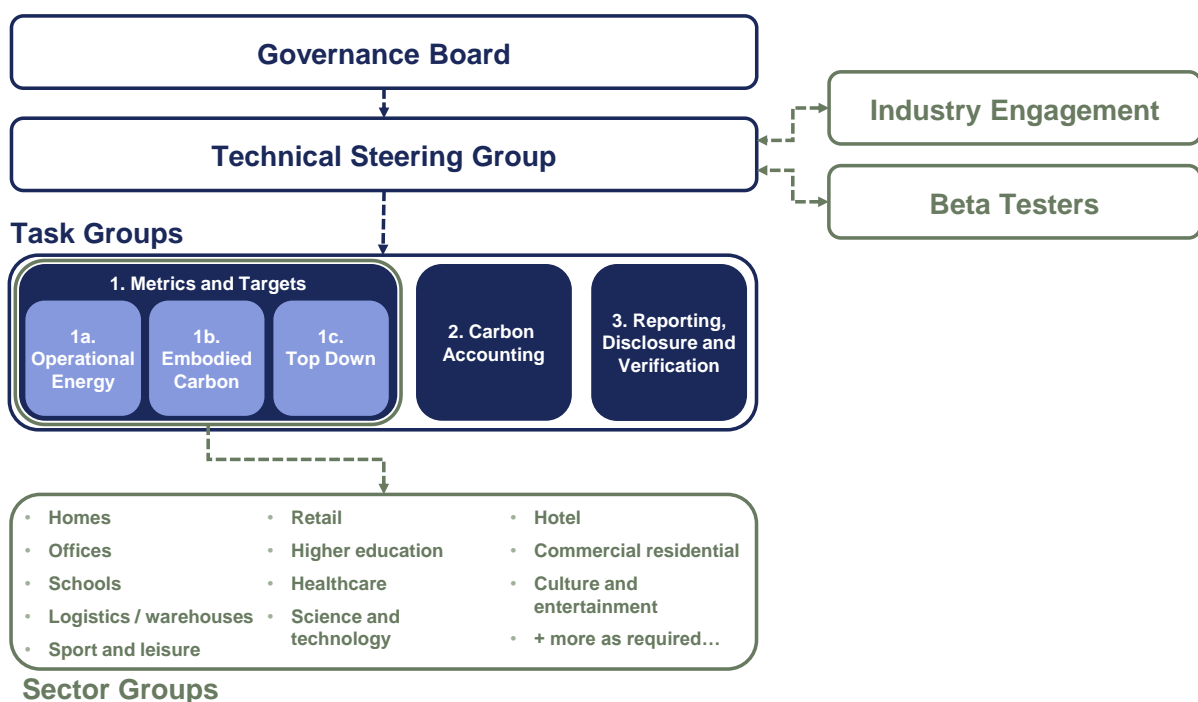 Governance Board
Technical Steering Group
Industry Engagement
Beta Testers
Task Groups
1. Metrics and Targets
1a.
Operational
Energy
1b.
Embodied
Carbon
1c.
Top Down
2. Carbon
Accounting
3. Reporting,
Disclosure and
Verification
• Homes
• Offices
• Schools
• Logistics / warehouses
• Sport and leisure
• Retail
• Higher education
• Healthcare
• Science and
technology
• Hotel
• Commercial residential
• Culture and
entertainment
• + more as required…
Sector Groups